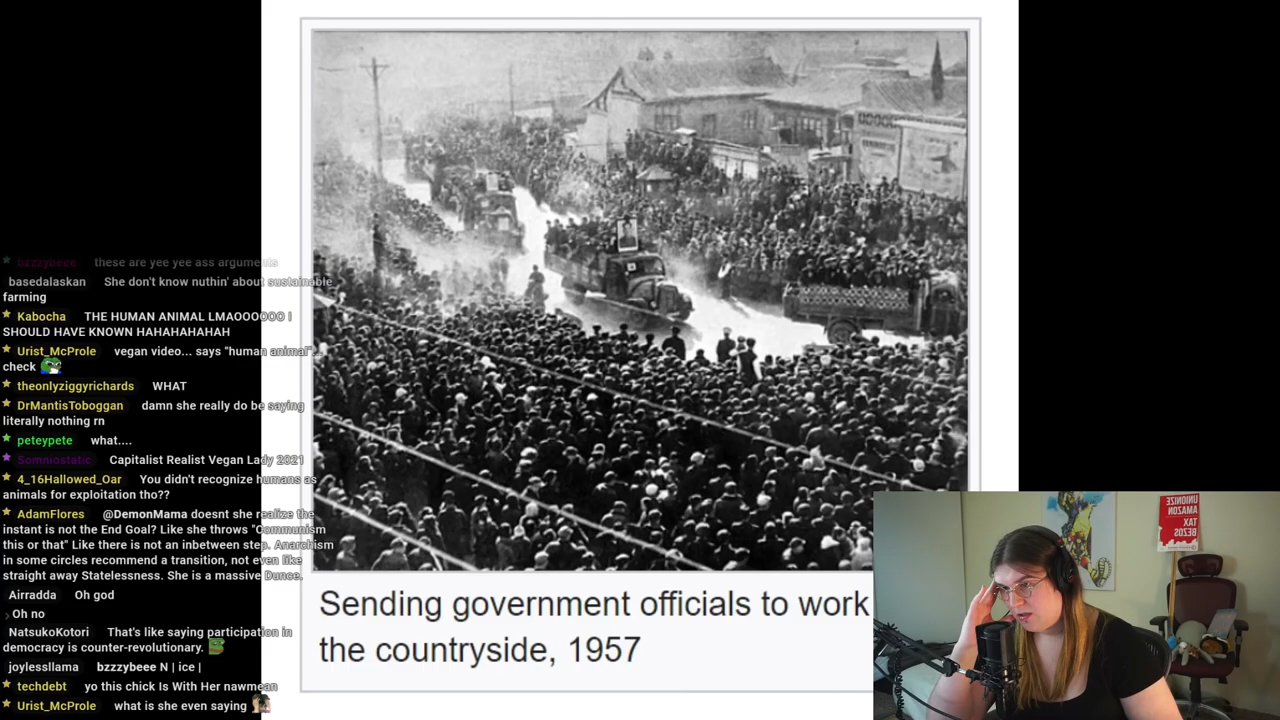 bzzzybeee these are yee yee ass arguments
basedalaskan She don't know nuthin' about sustainable
farming
Kabocha THE HUMAN ANIMAL LMAOOOOOO I
SHOULD HAVE KNOWN HAHAHAHAHAH
Urist_McProle vegan video... says "human animal"...
check
theonlyziggyrichards WHAT
DrMantisToboggan damn she really do be saying
literally nothing rn
peteypete what....
Somniostatic Capitalist Realist Vegan Lady 2021
4_16Hallowed_Oar You didn't recognize humans as
animals for exploitation tho??
AdamFlores @DemonMama doesnt she realize the
instant is not the End Goal? Like she throws "Communism
this or that" Like there is not an inbetween step. Anarchism
in some circles recommend a transition, not even like
straight away Statelessness. She is a massive Dunce.
Airradda Oh god
Oh no
NatsukoKotori That's like saying participation in
democracy is counter-revolutionary.
joylessllama bzzzybeee N | ice |
techdebt yo this chick Is With Her nawmean
Urist_McProle what is she even saying
Sending government officials to work
the countryside, 1957
UNIONIZE
AMAZON
TAX
BEZOS